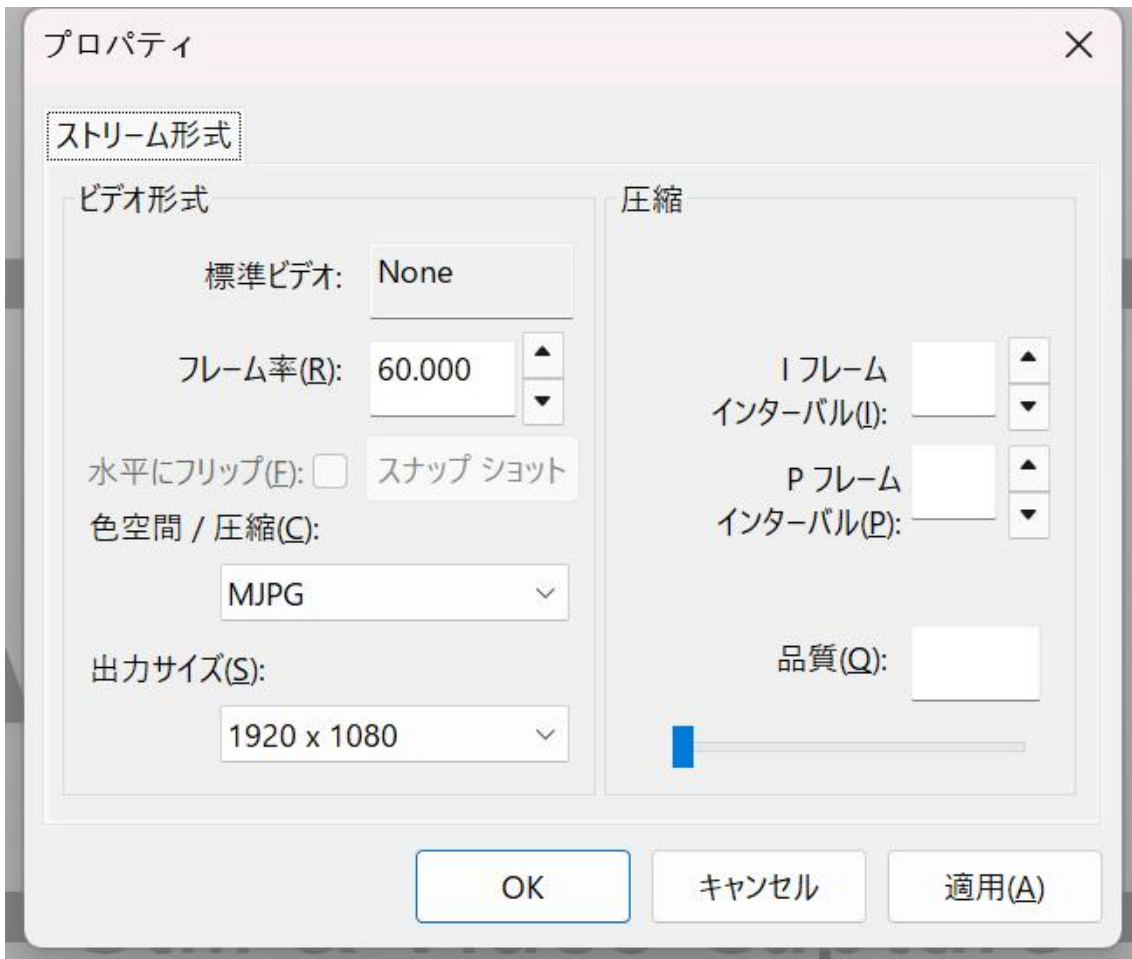 プロパティ
ストリーム形式
ビデオ形式
標準ビデオ: None
フレーム率(R): 60.000
水平にフリップ(F): スナップ ショット
色空間 / 圧縮(C):
MJPG
出力サイズ(S):
1920 x 1080
圧縮
I フレーム
インターバル(I):
P フレーム
インターバル(P):
品質(Q):
OK キャンセル 適用(A)